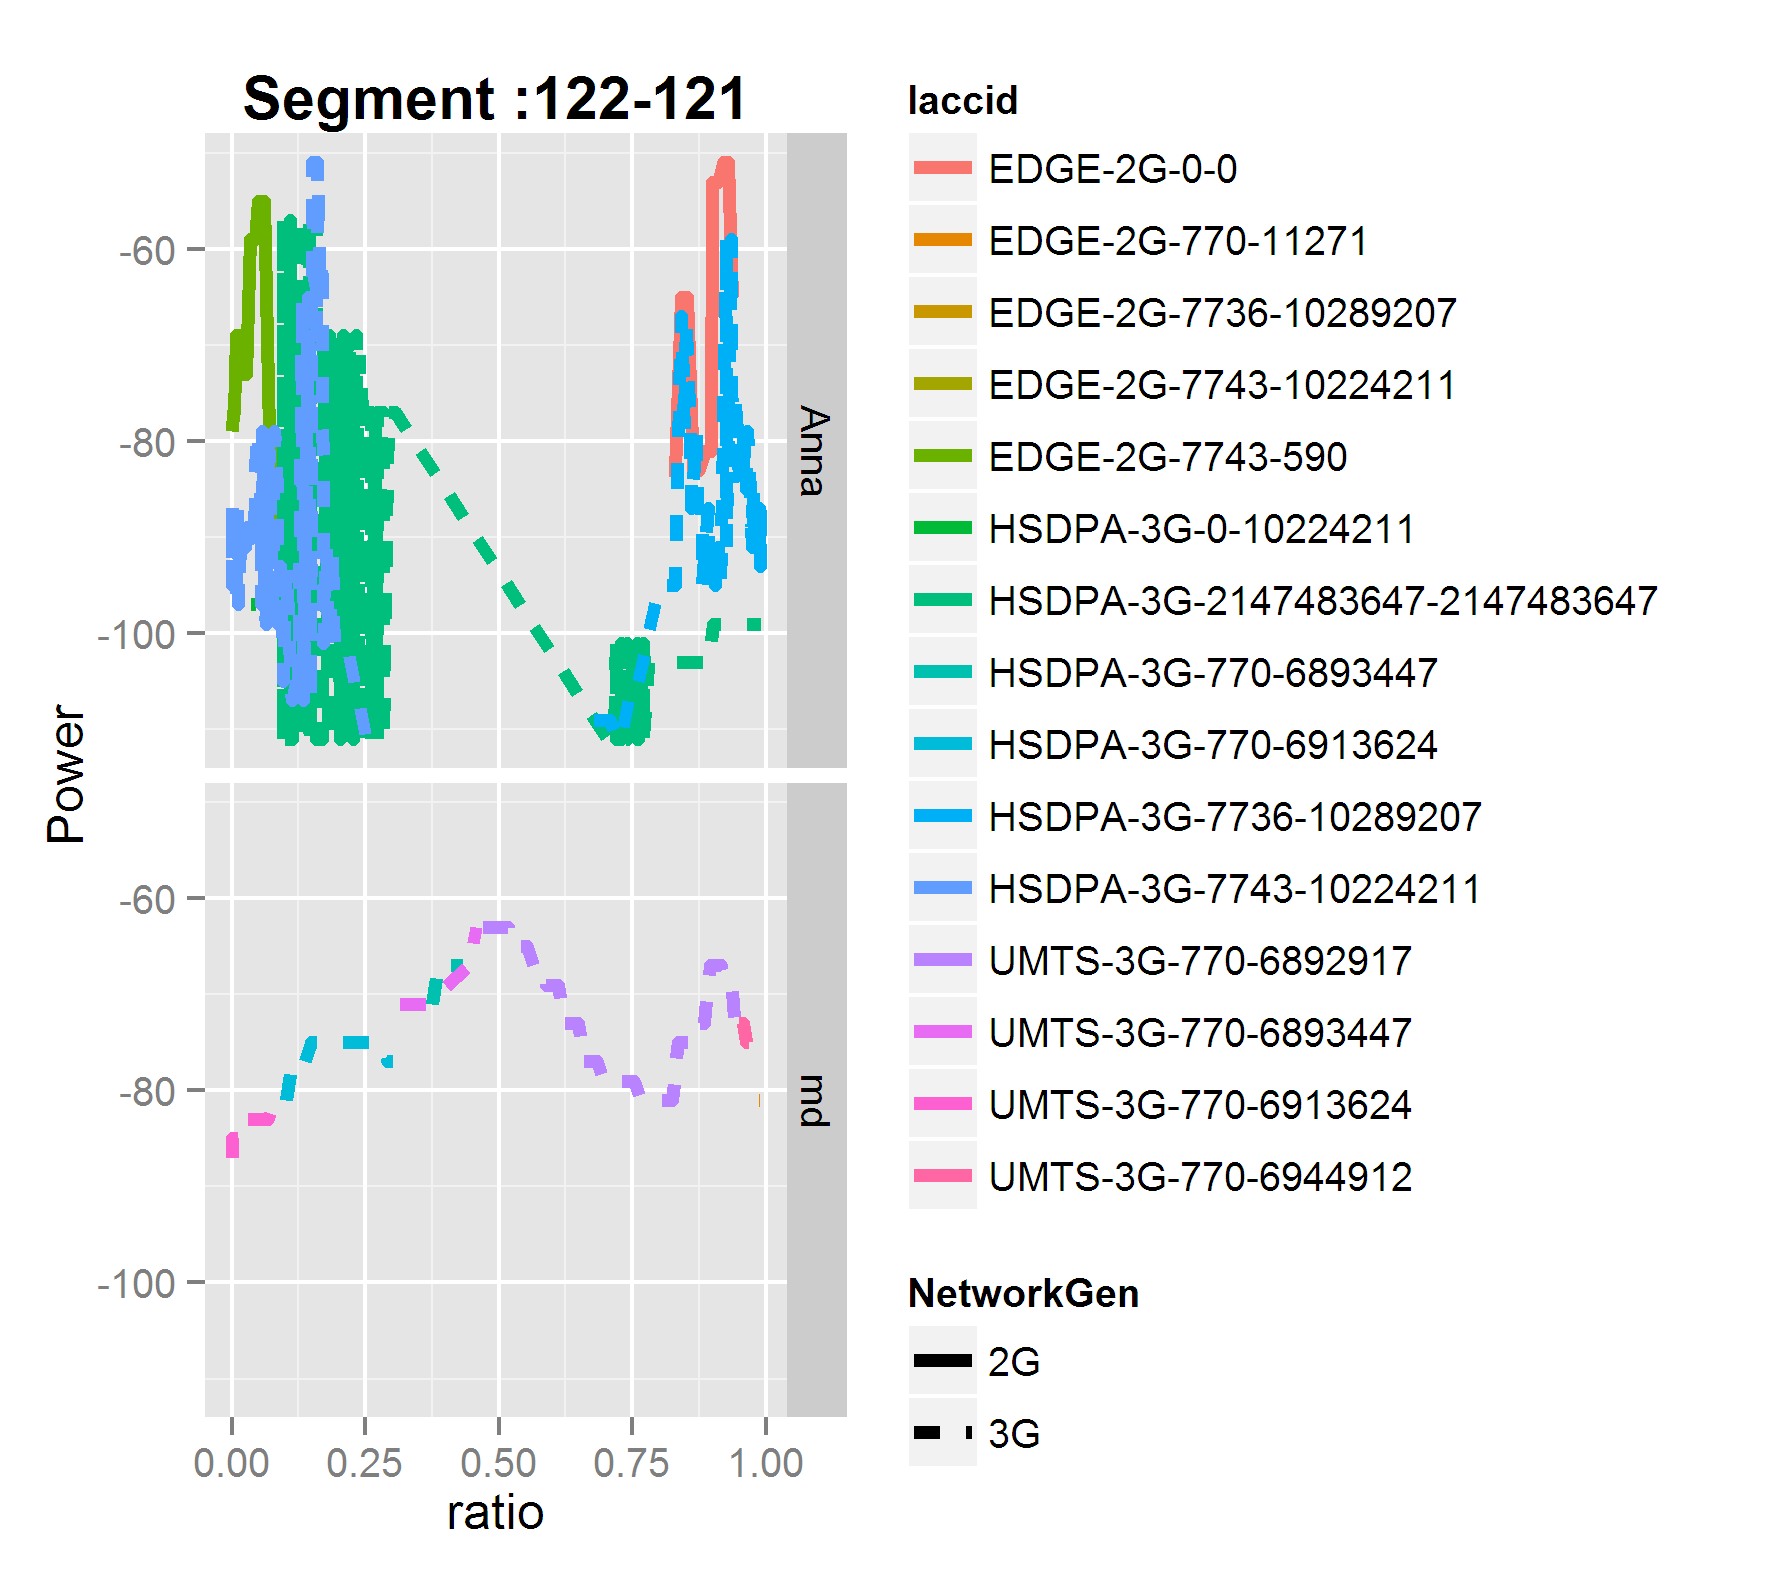 Segment :122-121
Power
-60
-80
-100
Anna
-60
-80
-100
md
0.00 0.25 0.50 0.75 1.00
ratio
laccid
EDGE-2G-0-0
EDGE-2G-770-11271
EDGE-2G-7736-10289207
EDGE-2G-7743-10224211
EDGE-2G-7743-590
HSDPA-3G-0-10224211
HSDPA-3G-2147483647-2147483647
HSDPA-3G-770-6893447
HSDPA-3G-770-6913624
HSDPA-3G-7736-10289207
HSDPA-3G-7743-10224211
UMTS-3G-770-6892917
UMTS-3G-770-6893447
UMTS-3G-770-6913624
UMTS-3G-770-6944912
NetworkGen
2G
3G